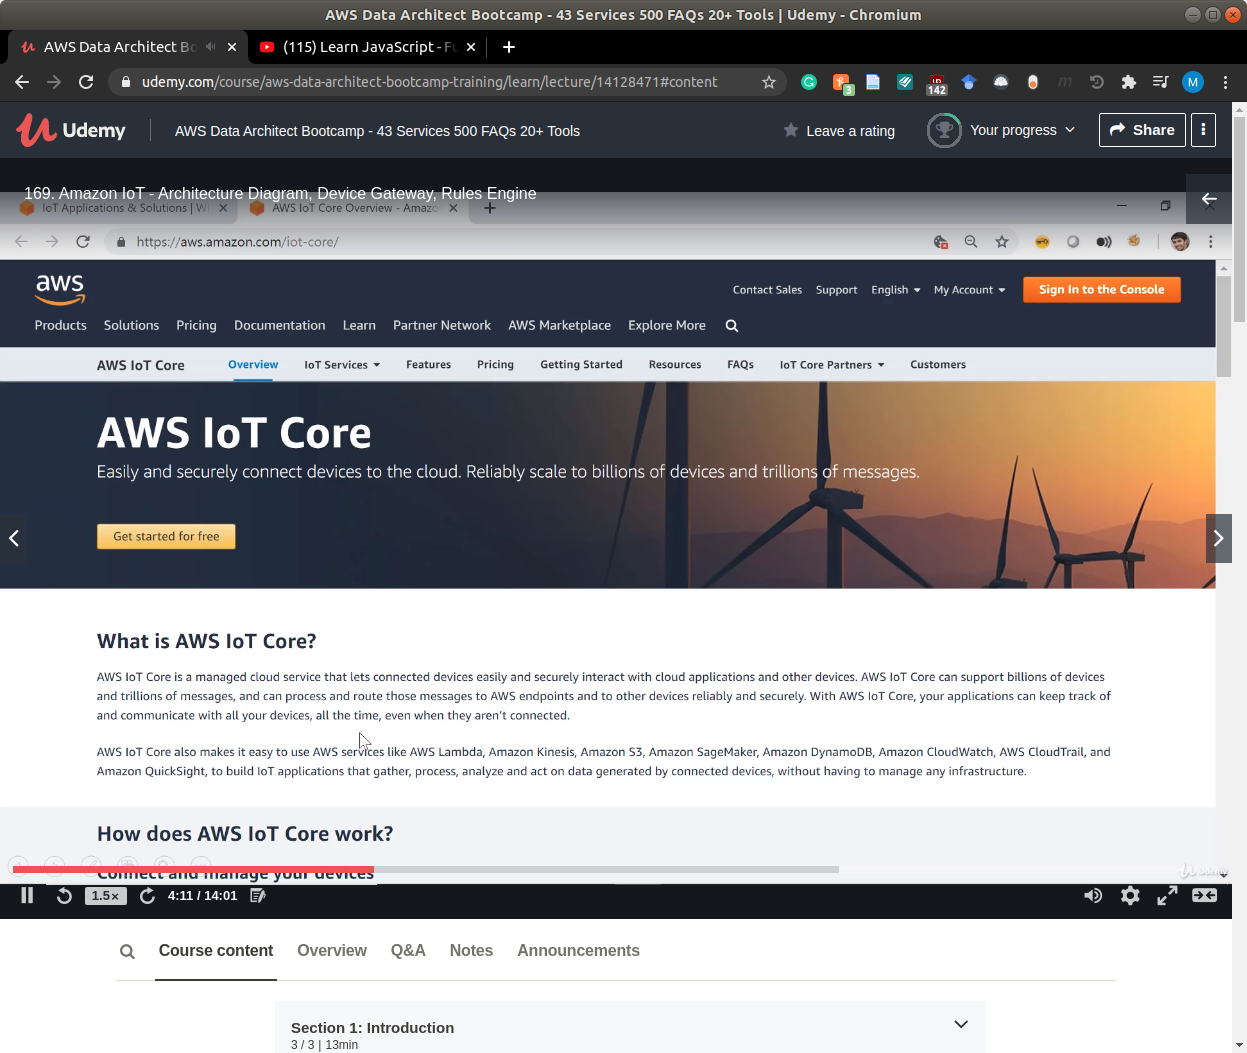 AWS Data Architect Bootcamp - 43 Services 500 FAQs 20+ Tools | Udemy - Chromium
AWS Data Architect Bo
(115) Learn JavaScript - Fu
udemy.com/course/aws-data-architect-bootcamp-training/learn/lecture/14128471#content
3
142
M
Udemy
AWS Data Architect Bootcamp - 43 Services 500 FAQs 20+ Tools
Leave a rating
Your progress
Share
169. Amazon IoT - Architecture Diagram, Device Gateway, Rules Engine
IoT Applications & Solutions | W
AWS IoT Core Overview - Amazo
https://aws.amazon.com/iot-core/
aws
Contact Sales
Support
English
My Account
Sign In to the Console
Products
Solutions
Pricing
Documentation
Learn
Partner Network
AWS Marketplace
Explore More
AWS IoT Core
Overview
IoT Services
Features
Pricing
Getting Started
Resources
FAQs
IoT Core Partners
Customers
AWS IoT Core
Easily and securely connect devices to the cloud. Reliably scale to billions of devices and trillions of messages.
Get started for free
What is AWS IoT Core?
AWS IoT Core is a managed cloud service that lets connected devices easily and securely interact with cloud applications and other devices. AWS IoT Core can support billions of devices
and trillions of messages, and can process and route those messages to AWS endpoints and to other devices reliably and securely. With AWS IoT Core, your applications can keep track of
and communicate with all your devices, all the time, even when they aren't connected.
AWS IoT Core also makes it easy to use AWS services like AWS Lambda, Amazon Kinesis, Amazon S3, Amazon SageMaker, Amazon DynamoDB, Amazon CloudWatch, AWS CloudTrail, and
Amazon QuickSight, to build IoT applications that gather, process, analyze and act on data generated by connected devices, without having to manage any infrastructure.
How does AWS IoT Core work?
Connect and manage your devices
Udemy
1.5×
4:11 / 14:01
Course content
Overview
Q&A
Notes
Announcements
Section 1: Introduction
3 / 3 | 13min